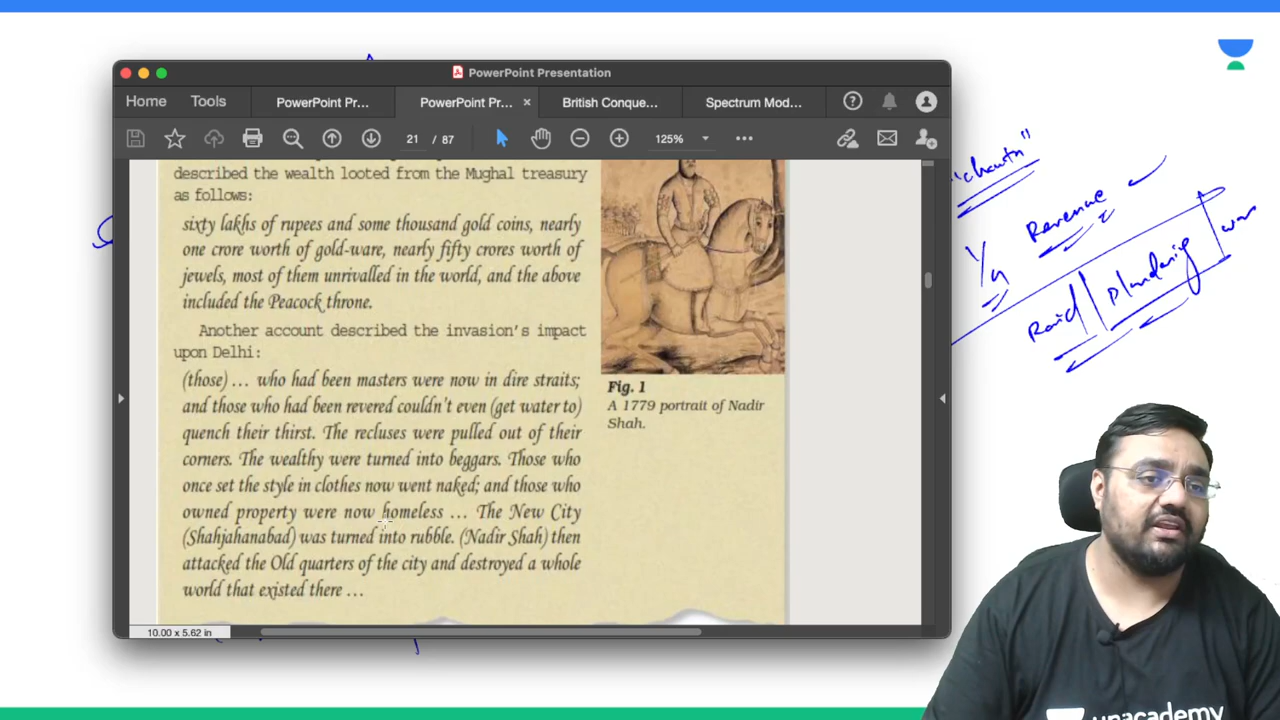 PowerPoint Presentation
Home Tools PowerPoint Pr... PowerPoint Pr... × British Conque... Spectrum Mod...
21 / 87 125%
described the wealth looted from the Mughal treasury
as follows:
sixty lakhs of rupees and some thousand gold coins, nearly
one crore worth of gold-ware, nearly fifty crores worth of
jewels, most of them unrivalled in the world, and the above
included the Peacock throne.
Another account described the invasion's impact
upon Delhi:
(those) ... who had been masters were now in dire straits;
and those who had been revered couldn't even (get water to)
quench their thirst. The recluses were pulled out of their
corners. The wealthy were turned into beggars. Those who
once set the style in clothes now went naked; and those who
owned property were now homeless ... The New City
(Shahjahanabad) was turned into rubble. (Nadir Shah) then
attacked the Old quarters of the city and destroyed a whole
world that existed there ...
Fig. 1
A 1779 portrait of Nadir
Shah.
10.00 x 5.62 in
"chauth"
1/4 Revenue
Raid plundering war
unacademy